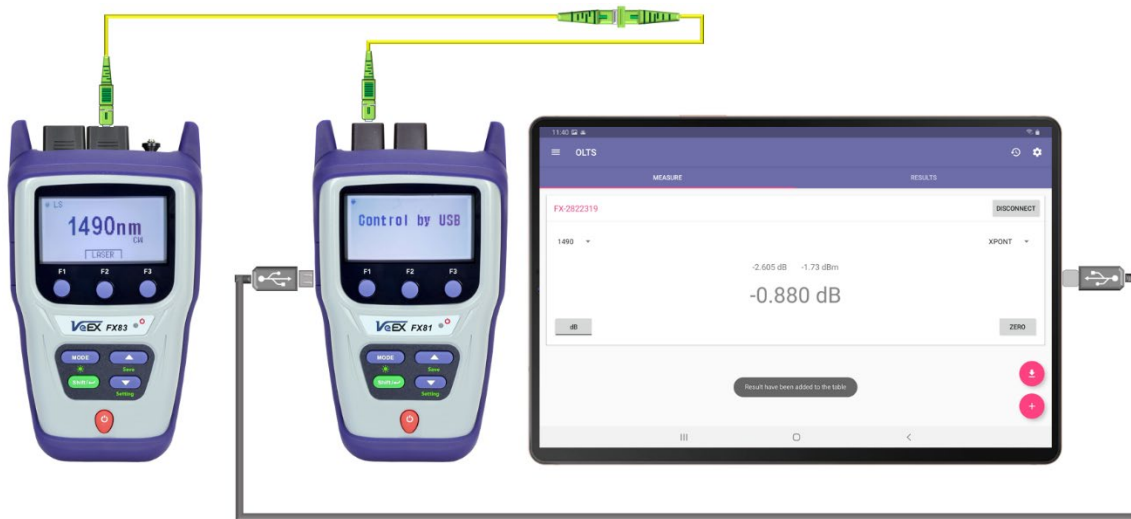 LS
1490nm
CW
LASER
F1 F2 F3
VeEX FX83
MODE
Save
Shift/↵
Setting
Control by USB
F1 F2 F3
VeEX FX81
MODE
Save
Shift/↵
Setting
11:40
OLTS
MEASURE RESULTS
FX-2822319 DISCONNECT
1490 XPONT
-2.605 dB -1.73 dBm
-0.880 dB
dB ZERO
Result have been added to the table